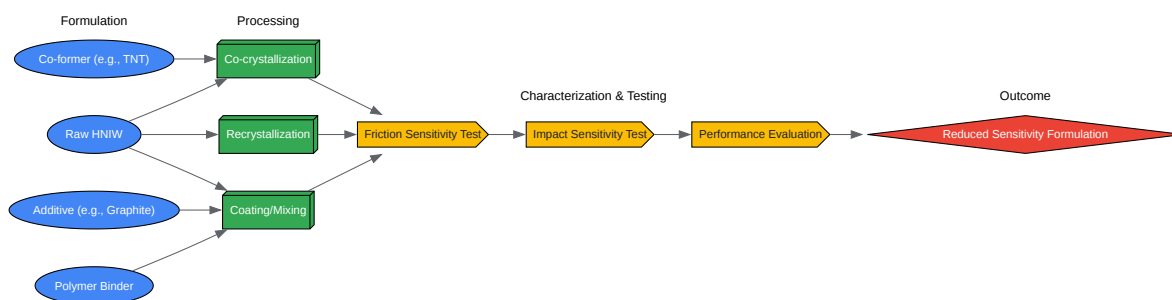 Formulation
Processing
Co-former (e.g., TNT)
Co-crystallization
Characterization & Testing
Outcome
Raw HNIW
Recrystallization
Friction Sensitivity Test
Impact Sensitivity Test
Performance Evaluation
Reduced Sensitivity Formulation
Additive (e.g., Graphite)
Coating/Mixing
Polymer Binder